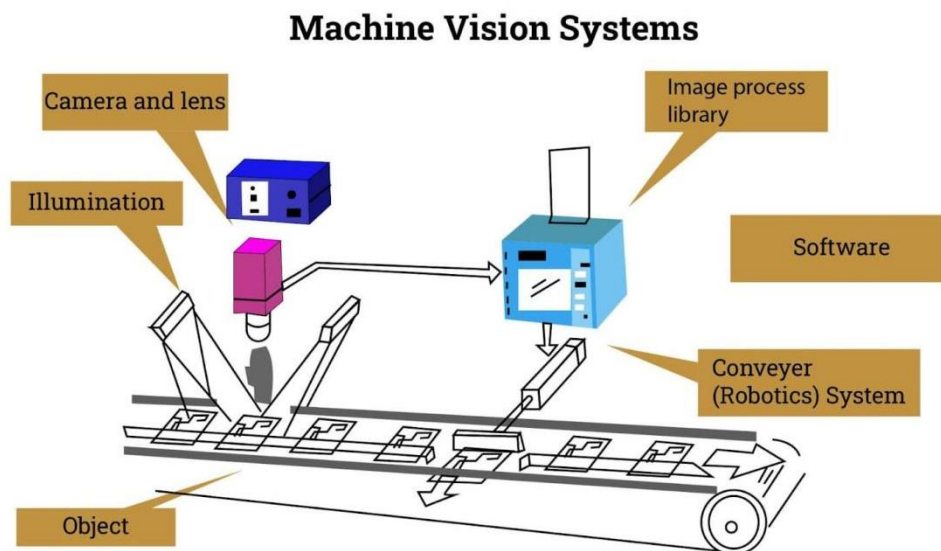 Machine Vision Systems
Camera and lens
Image process
library
Illumination
Software
Conveyer
(Robotics) System
Object